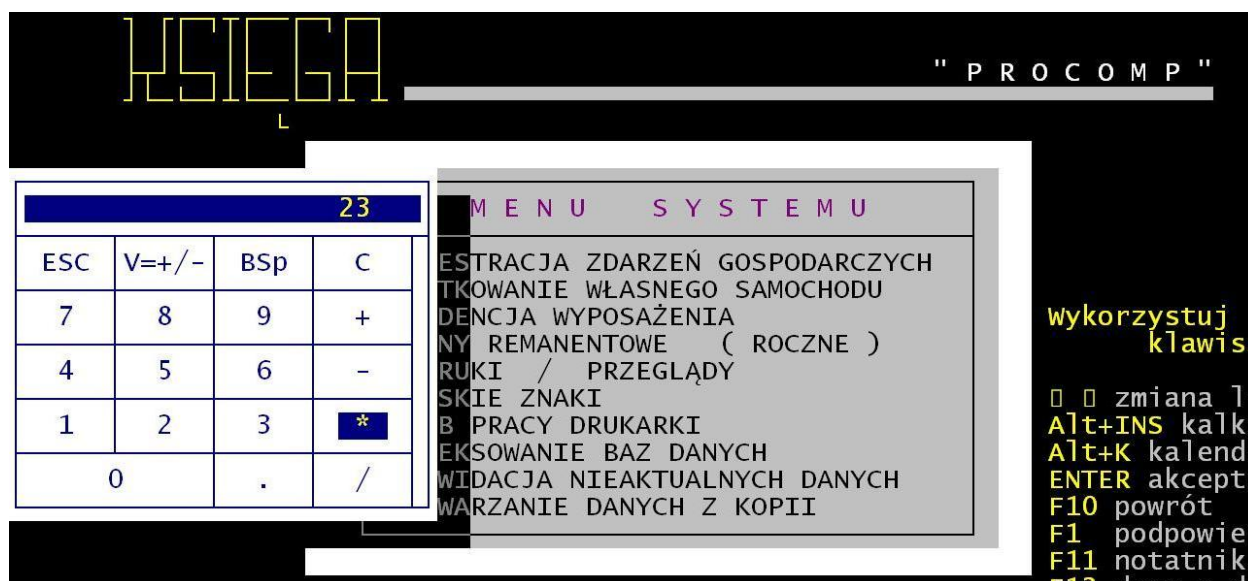 KSIEGA
" P R O C O M P "
23
M E N U S Y S T E M U
ESC V=+/- BSp C
7 8 9 +
4 5 6 -
1 2 3 *
0 . /
ESTRACJA ZDARZEŃ GOSPODARCZYCH
TKOWANIE WŁASNEGO SAMOCHODU
DENCJA WYPOSAŻENIA
NY REMANENTOWE ( ROCZNE )
RUKI / PRZEGLĄDY
SKIE ZNAKI
B PRACY DRUKARKI
EKSOWANIE BAZ DANYCH
WIDACJA NIEAKTUALNYCH DANYCH
WARZANIE DANYCH Z KOPII
Wykorzystuj
klawis
zmiana l
Alt+INS kalk
Alt+K kalend
ENTER akcept
F10 powrót
F1 podpowie
F11 notatnik